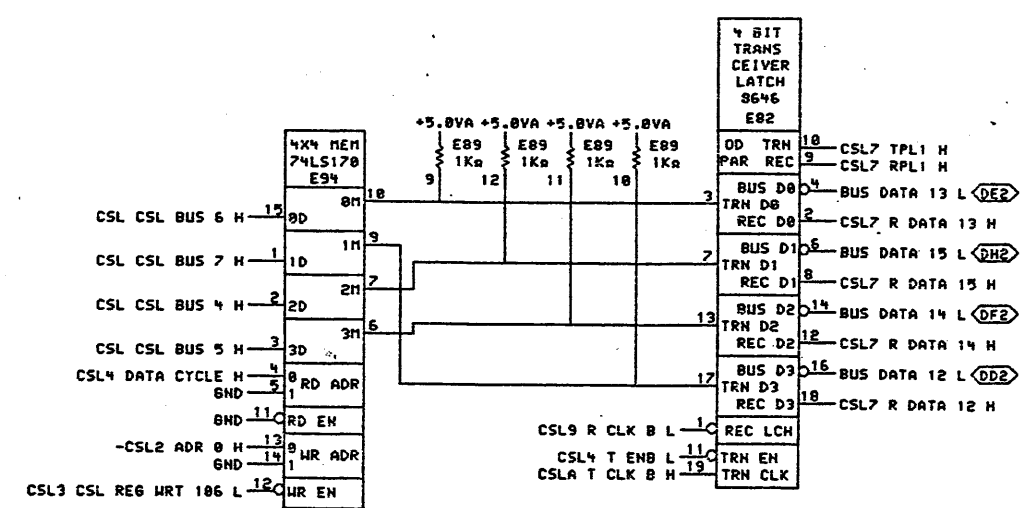 4 BIT
TRANS
CEIVER
LATCH
8646
E82
+5.0VA +5.0VA +5.0VA +5.0VA
E89 E89 E89 E89
1KΩ 1KΩ 1KΩ 1KΩ
9 12 11 10
4X4 MEM
74LS170
E94
OD TRN 10 CSL7 TPL1 H
PAR REC 9 CSL7 RPL1 H
CSL CSL BUS 6 H 15 0D
0M 10
CSL CSL BUS 7 H 1 1D
1M 9
CSL CSL BUS 4 H 2 2D
2M 7
CSL CSL BUS 5 H 3 3D
3M 6
CSL4 DATA CYCLE H 4 0 RD ADR
GND 5 1
GND 11 RD EN
-CSL2 ADR 0 H 13 0 WR ADR
GND 14 1
CSL3 CSL REG WRT 106 L 12 WR EN
BUS D0 4 BUS DATA 13 L DE2
3 TRN D0
REC D0 2 CSL7 R DATA 13 H
BUS D1 6 BUS DATA 15 L DH2
7 TRN D1
REC D1 8 CSL7 R DATA 15 H
BUS D2 14 BUS DATA 14 L DF2
13 TRN D2
REC D2 12 CSL7 R DATA 14 H
BUS D3 16 BUS DATA 12 L DD2
17 TRN D3
REC D3 18 CSL7 R DATA 12 H
CSL9 R CLK B L 1 REC LCH
CSL4 T ENB L 11 TRN EN
CSLA T CLK B H 19 TRN CLK